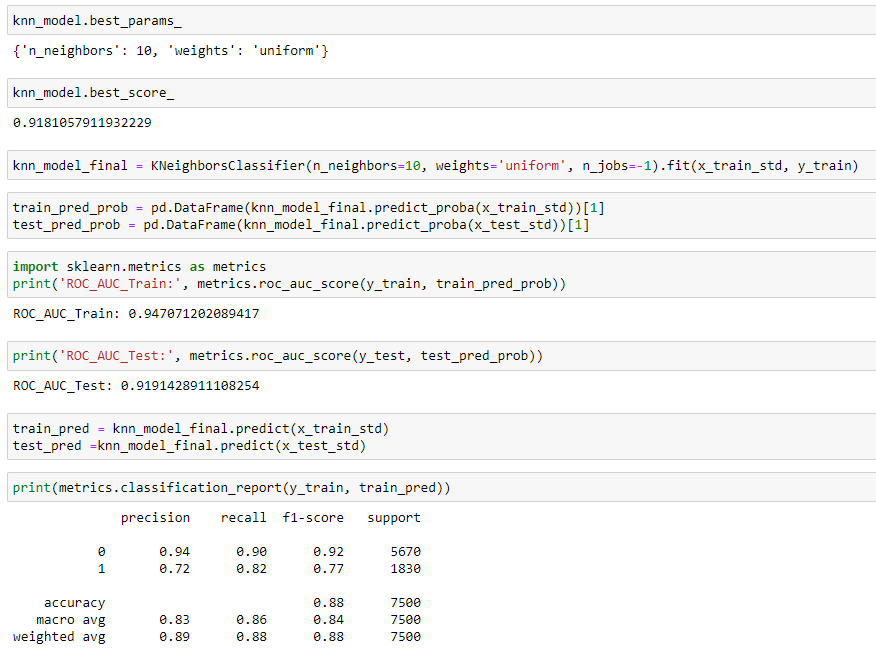 knn_model.best_params_
{'n_neighbors': 10, 'weights': 'uniform'}
knn_model.best_score_
0.9181057911932229
knn_model_final = KNeighborsClassifier(n_neighbors=10, weights='uniform', n_jobs=-1).fit(x_train_std, y_train)
train_pred_prob = pd.DataFrame(knn_model_final.predict_proba(x_train_std))[1]
test_pred_prob = pd.DataFrame(knn_model_final.predict_proba(x_test_std))[1]
import sklearn.metrics as metrics
print('ROC_AUC_Train:', metrics.roc_auc_score(y_train, train_pred_prob))
ROC_AUC_Train: 0.947071202089417
print('ROC_AUC_Test:', metrics.roc_auc_score(y_test, test_pred_prob))
ROC_AUC_Test: 0.9191428911108254
train_pred = knn_model_final.predict(x_train_std)
test_pred =knn_model_final.predict(x_test_std)
print(metrics.classification_report(y_train, train_pred))
precision recall f1-score support
0 0.94 0.90 0.92 5670
1 0.72 0.82 0.77 1830
accuracy 0.88 7500
macro avg 0.83 0.86 0.84 7500
weighted avg 0.89 0.88 0.88 7500